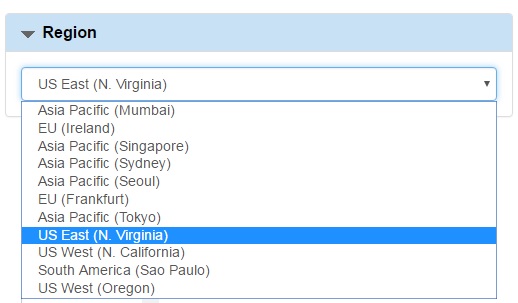 Region
US East (N. Virginia)
Asia Pacific (Mumbai)
EU (Ireland)
Asia Pacific (Singapore)
Asia Pacific (Sydney)
Asia Pacific (Seoul)
EU (Frankfurt)
Asia Pacific (Tokyo)
US East (N. Virginia)
US West (N. California)
South America (Sao Paulo)
US West (Oregon)